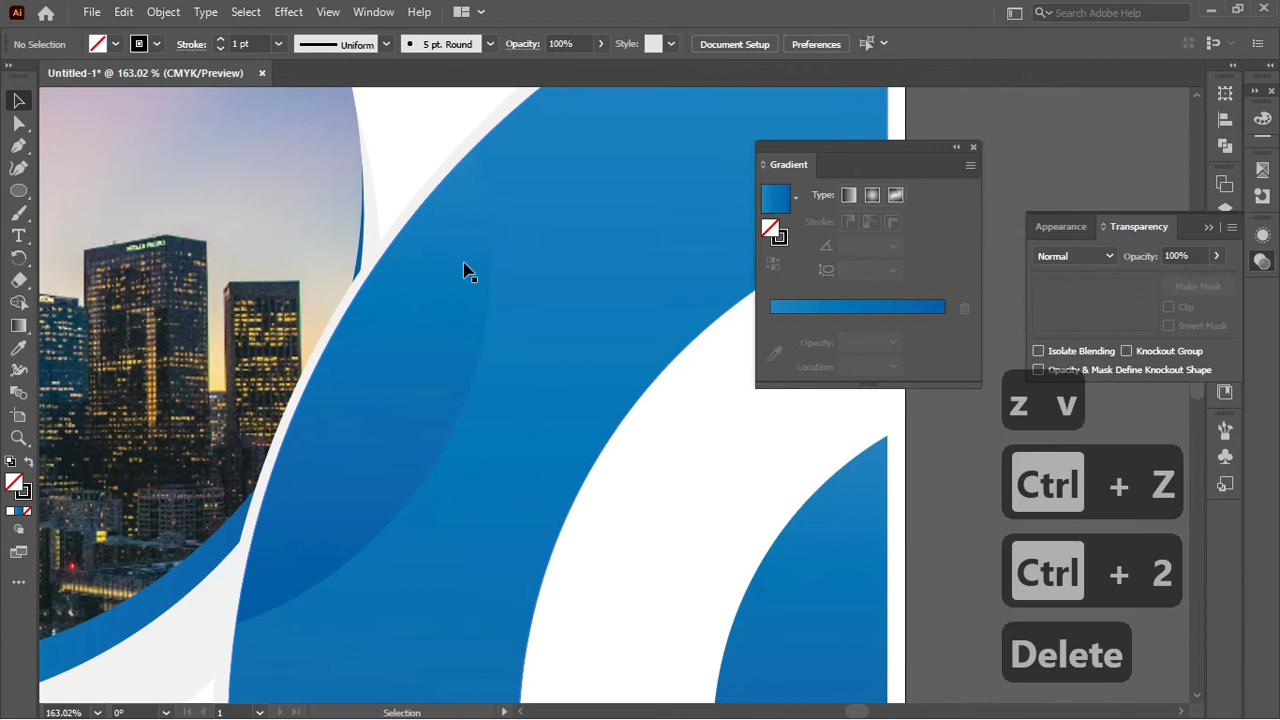 Ai
File Edit Object Type Select Effect View Window Help
Search Adobe Help
No Selection
Stroke:
1 pt
Uniform
5 pt. Round
Opacity:
100%
Style:
Document Setup
Preferences
Untitled-1* @ 163.02 % (CMYK/Preview)
Gradient
Type:
Stroke:
Opacity:
Location:
Appearance
Transparency
Normal
Opacity:
100%
Make Mask
Clip
Invert Mask
Isolate Blending
Knockout Group
Opacity & Mask Define Knockout Shape
z v
Ctrl + Z
Ctrl + 2
Delete
163.02%
0°
1
Selection